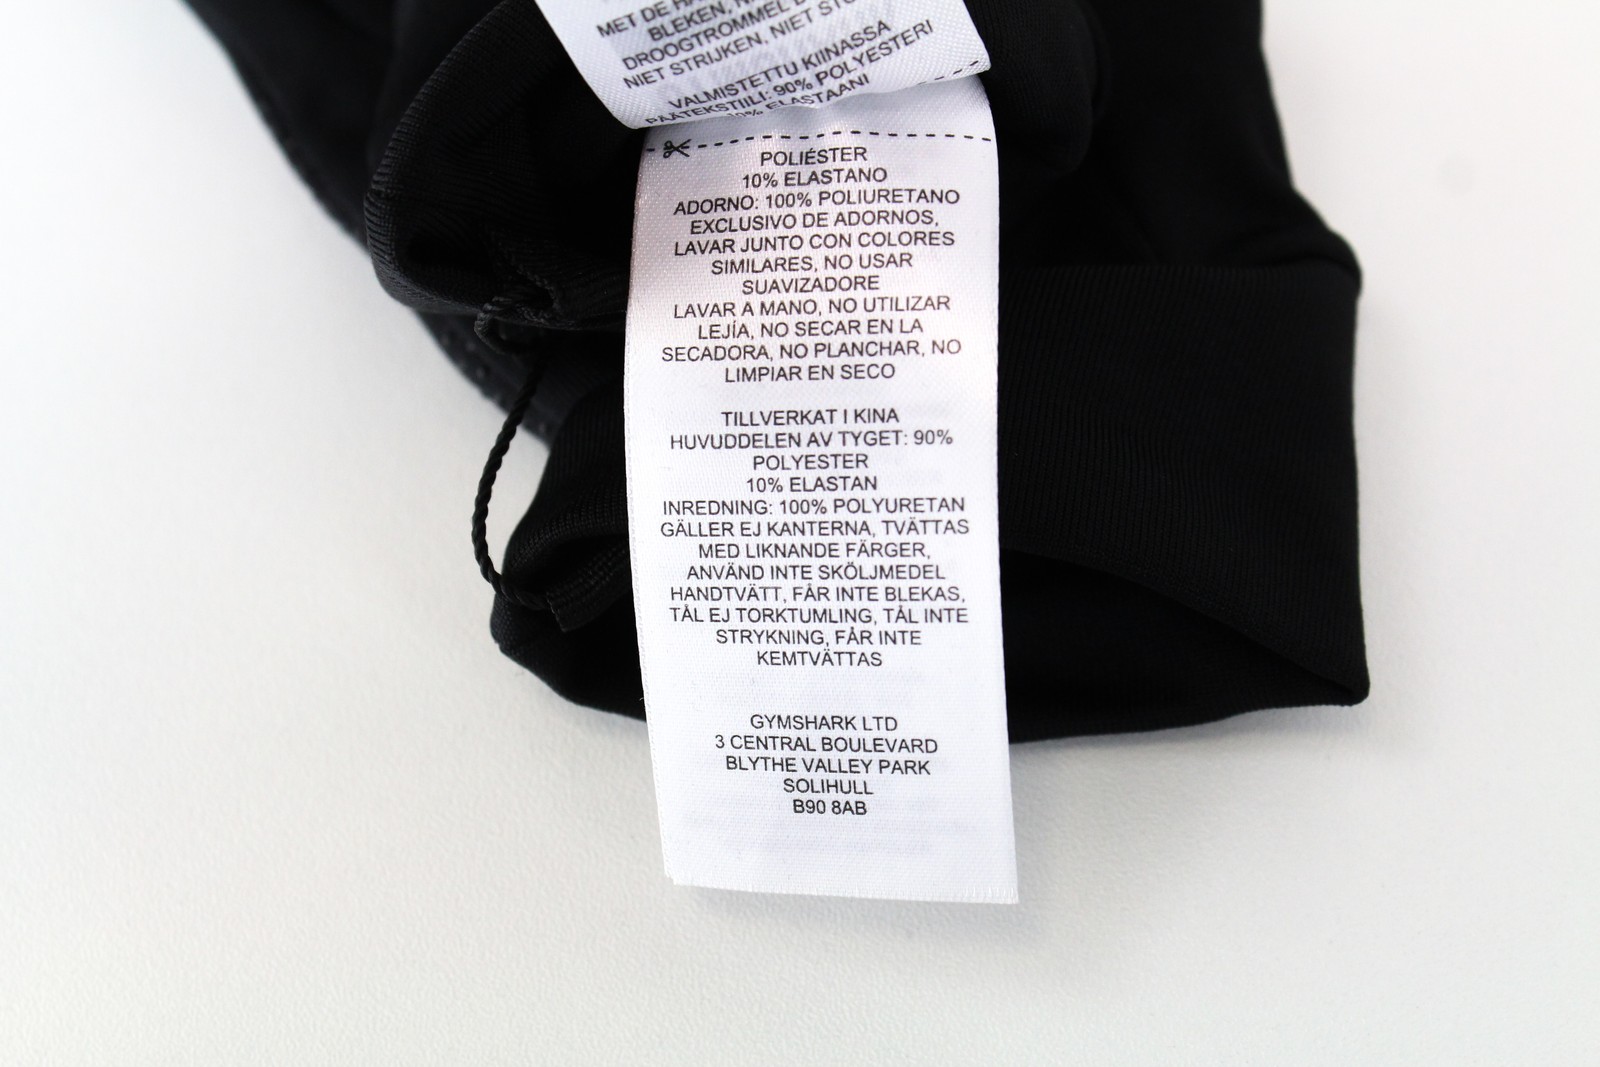 MET DE HA
BLEKEN, N
DROOGTROMMEL D
NIET STRIJKEN, NIET STO
VALMISTETTU KIINASSA
PÄÄTEKSTIILI: 90% POLYESTERI
10% ELASTAANI
POLIÉSTER
10% ELASTANO
ADORNO: 100% POLIURETANO
EXCLUSIVO DE ADORNOS,
LAVAR JUNTO CON COLORES
SIMILARES, NO USAR
SUAVIZADORE
LAVAR A MANO, NO UTILIZAR
LEJÍA, NO SECAR EN LA
SECADORA, NO PLANCHAR, NO
LIMPIAR EN SECO
TILLVERKAT I KINA
HUVUDDELEN AV TYGET: 90%
POLYESTER
10% ELASTAN
INREDNING: 100% POLYURETAN
GÄLLER EJ KANTERNA, TVÄTTAS
MED LIKNANDE FÄRGER,
ANVÄND INTE SKÖLJMEDEL
HANDTVÄTT, FÅR INTE BLEKAS,
TÅL EJ TORKTUMLING, TÅL INTE
STRYKNING, FÅR INTE
KEMTVÄTTAS
GYMSHARK LTD
3 CENTRAL BOULEVARD
BLYTHE VALLEY PARK
SOLIHULL
B90 8AB